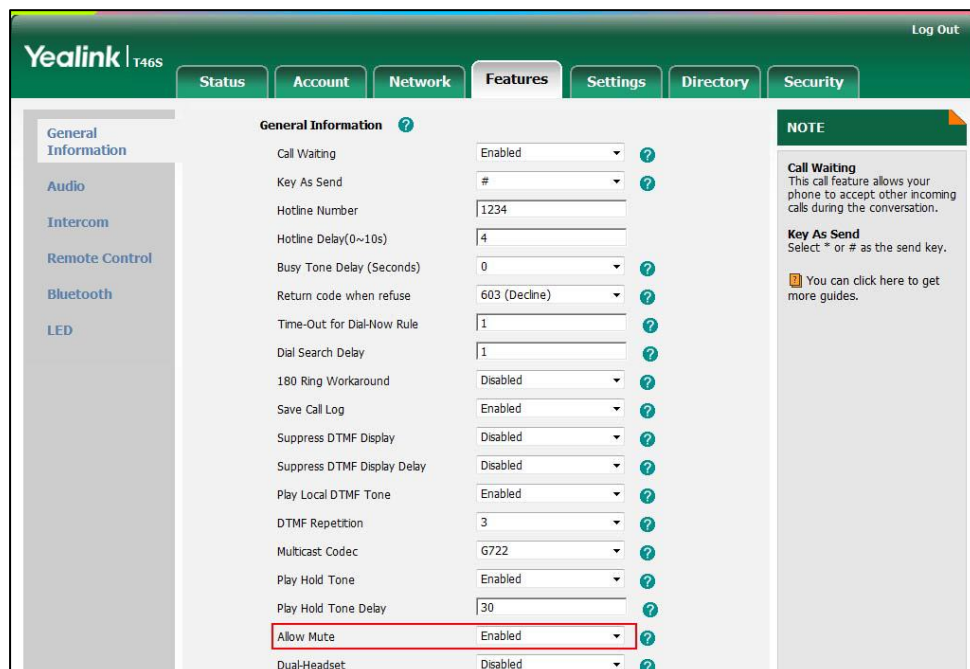 Log Out
Yealink T46S
Status Account Network Features Settings Directory Security
General
Information
Audio
Intercom
Remote Control
Bluetooth
LED
General Information ?
Call Waiting Enabled ?
Key As Send # ?
Hotline Number 1234
Hotline Delay(0~10s) 4
Busy Tone Delay (Seconds) 0 ?
Return code when refuse 603 (Decline) ?
Time-Out for Dial-Now Rule 1 ?
Dial Search Delay 1 ?
180 Ring Workaround Disabled ?
Save Call Log Enabled ?
Suppress DTMF Display Disabled ?
Suppress DTMF Display Delay Disabled ?
Play Local DTMF Tone Enabled ?
DTMF Repetition 3 ?
Multicast Codec G722 ?
Play Hold Tone Enabled ?
Play Hold Tone Delay 30 ?
Allow Mute Enabled ?
Dual-Headset Disabled ?
NOTE
Call Waiting
This call feature allows your
phone to accept other incoming
calls during the conversation.
Key As Send
Select * or # as the send key.
? You can click here to get
more guides.